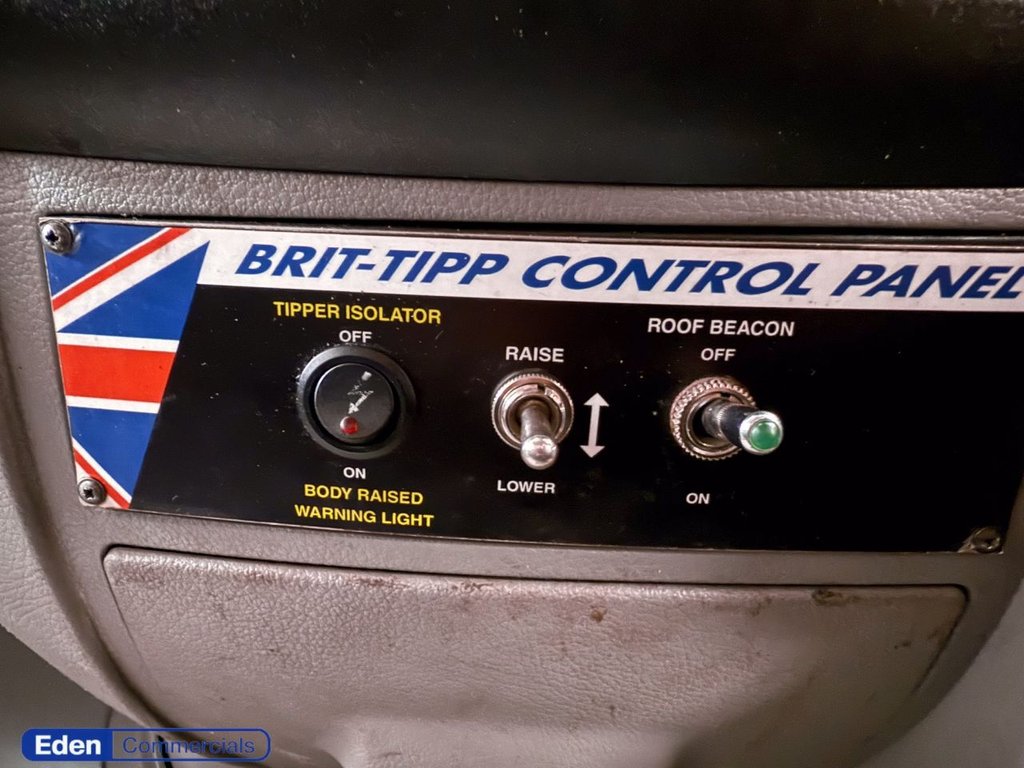 BRIT-TIPP CONTROL PANEL
TIPPER ISOLATOR
OFF
ON
BODY RAISED
WARNING LIGHT
RAISE
LOWER
ROOF BEACON
OFF
ON
Eden Commercials